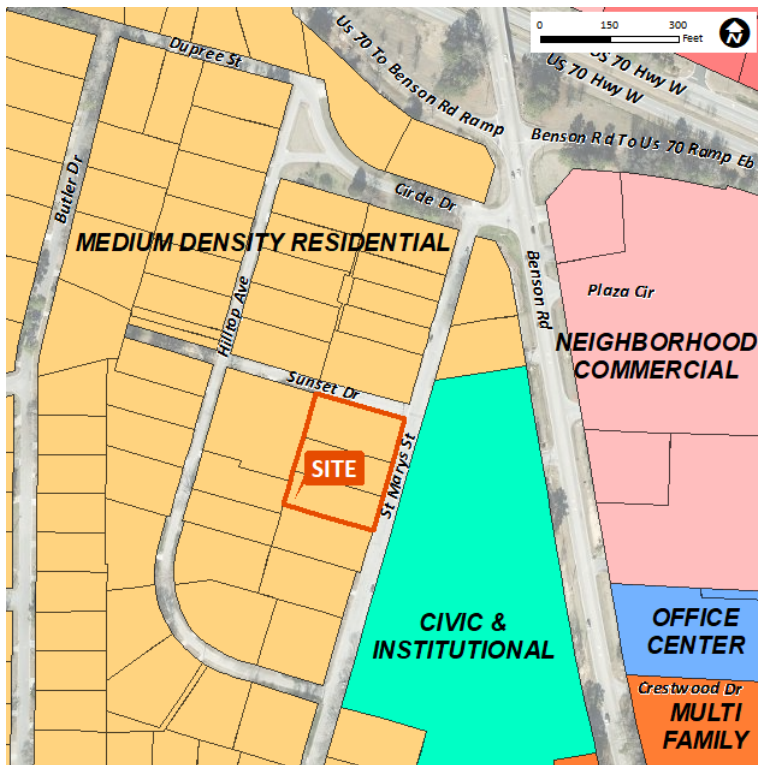 0 150 300
Feet
N
Dupree St
Us 70 To Benson Rd Ramp
US 70 Hwy W
Us 70 Hwy W
Benson Rd To Us 70 Ramp Eb
Butler Dr
Circle Dr
MEDIUM DENSITY RESIDENTIAL
Hilltop Ave
Benson Rd
Plaza Cir
NEIGHBORHOOD
COMMERCIAL
Sunset Dr
St Marys St
SITE
CIVIC &
INSTITUTIONAL
OFFICE
CENTER
Crestwood Dr
MULTI
FAMILY